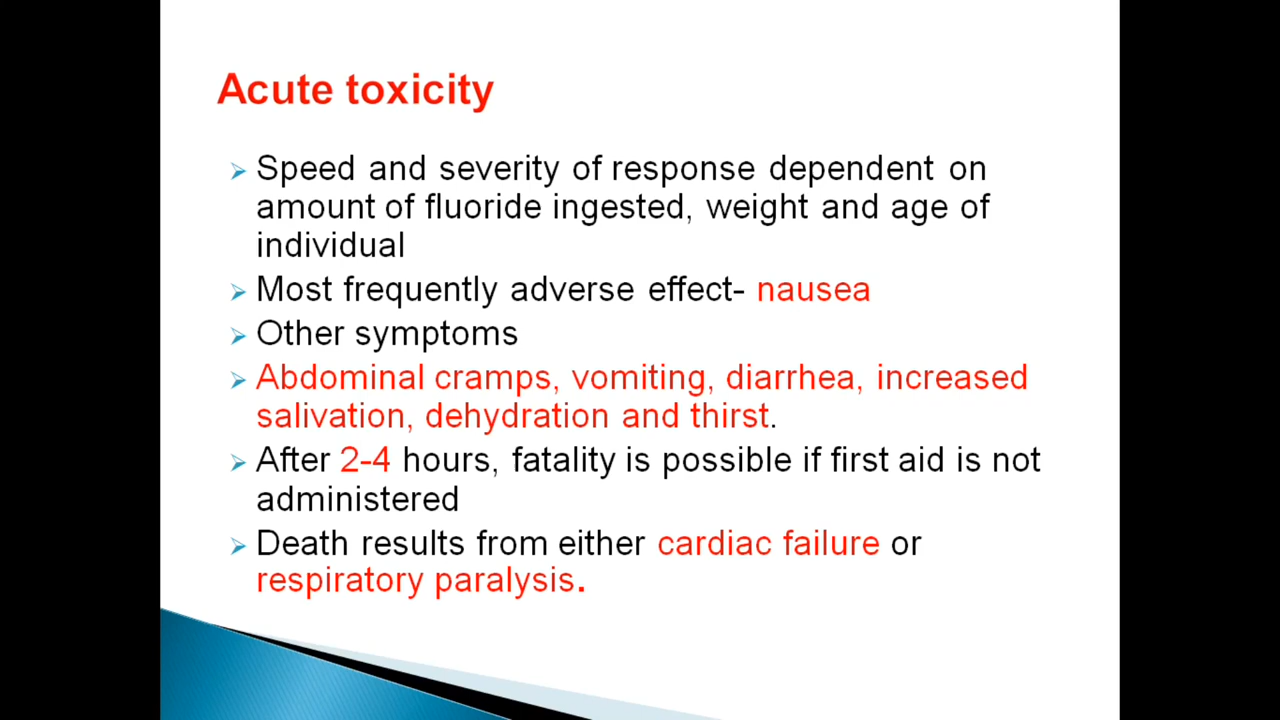 Acute toxicity
Speed and severity of response dependent on
amount of fluoride ingested, weight and age of
individual
Most frequently adverse effect- nausea
Other symptoms
Abdominal cramps, vomiting, diarrhea, increased
salivation, dehydration and thirst.
After 2-4 hours, fatality is possible if first aid is not
administered
Death results from either cardiac failure or
respiratory paralysis.